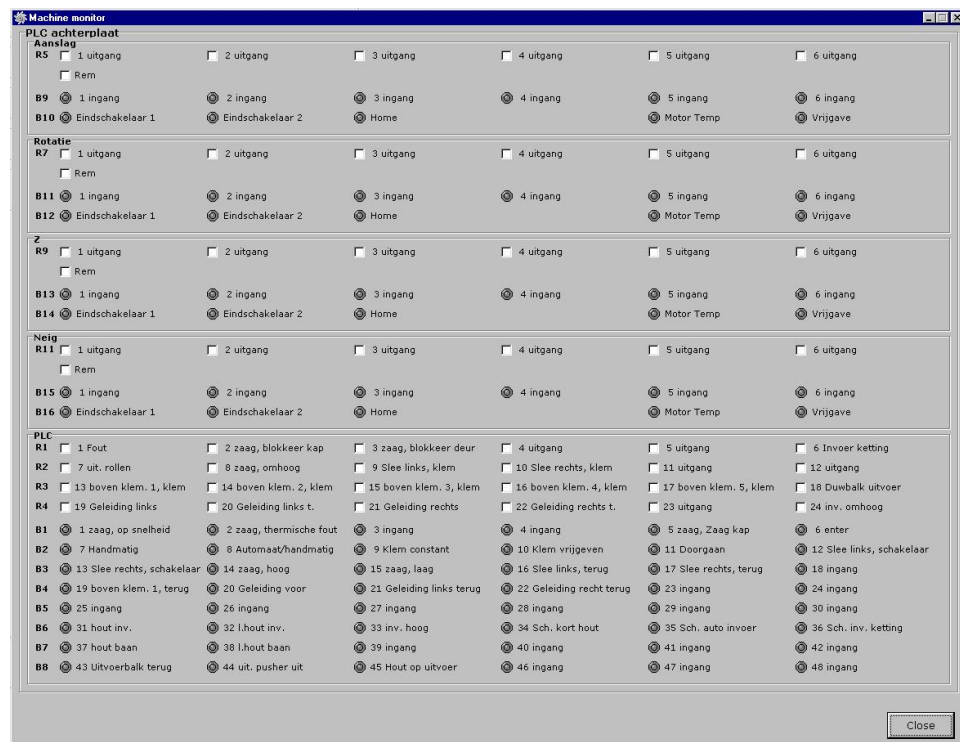 Machine monitor
PLC achterplaat
Aanslag
R5 1 uitgang 2 uitgang 3 uitgang 4 uitgang 5 uitgang 6 uitgang
Rem
B9 1 ingang 2 ingang 3 ingang 4 ingang 5 ingang 6 ingang
B10 Eindschakelaar 1 Eindschakelaar 2 Home Motor Temp Vrijgave
Rotatie
R7 1 uitgang 2 uitgang 3 uitgang 4 uitgang 5 uitgang 6 uitgang
Rem
B11 1 ingang 2 ingang 3 ingang 4 ingang 5 ingang 6 ingang
B12 Eindschakelaar 1 Eindschakelaar 2 Home Motor Temp Vrijgave
Z
R9 1 uitgang 2 uitgang 3 uitgang 4 uitgang 5 uitgang 6 uitgang
Rem
B13 1 ingang 2 ingang 3 ingang 4 ingang 5 ingang 6 ingang
B14 Eindschakelaar 1 Eindschakelaar 2 Home Motor Temp Vrijgave
Neig
R11 1 uitgang 2 uitgang 3 uitgang 4 uitgang 5 uitgang 6 uitgang
Rem
B15 1 ingang 2 ingang 3 ingang 4 ingang 5 ingang 6 ingang
B16 Eindschakelaar 1 Eindschakelaar 2 Home Motor Temp Vrijgave
PLC
R1 1 Fout 2 zaag, blokkeer kap 3 zaag, blokkeer deur 4 uitgang 5 uitgang 6 Invoer ketting
R2 7 uit. rollen 8 zaag, omhoog 9 Slee links, klem 10 Slee rechts, klem 11 uitgang 12 uitgang
R3 13 boven klem. 1, klem 14 boven klem. 2, klem 15 boven klem. 3, klem 16 boven klem. 4, klem 17 boven klem. 5, klem 18 Duwbalk uitvoer
R4 19 Geleiding links 20 Geleiding links t. 21 Geleiding rechts 22 Geleiding rechts t. 23 uitgang 24 inv. omhoog
B1 1 zaag, op snelheid 2 zaag, thermische fout 3 ingang 4 ingang 5 zaag, Zaag kap 6 enter
B2 7 Handmatig 8 Automaat/handmatig 9 Klem constant 10 Klem vrijgeven 11 Doorgaan 12 Slee links, schakelaar
B3 13 Slee rechts, schakelaar 14 zaag, hoog 15 zaag, laag 16 Slee links, terug 17 Slee rechts, terug 18 ingang
B4 19 boven klem. 1, terug 20 Geleiding voor 21 Geleiding links terug 22 Geleiding recht terug 23 ingang 24 ingang
B5 25 ingang 26 ingang 27 ingang 28 ingang 29 ingang 30 ingang
B6 31 hout inv. 32 l.hout inv. 33 inv. hoog 34 Sch. kort hout 35 Sch. auto invoer 36 Sch. inv. ketting
B7 37 hout baan 38 l.hout baan 39 ingang 40 ingang 41 ingang 42 ingang
B8 43 Uitvoerbalk terug 44 uit. pusher uit 45 Hout op uitvoer 46 ingang 47 ingang 48 ingang
Close